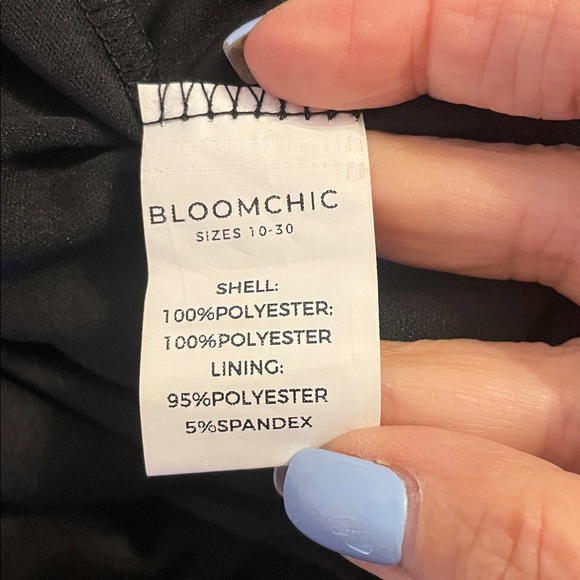 BLOOMCHIC
SIZES 10-30
SHELL:
100%POLYESTER;
100%POLYESTER
LINING:
95%POLYESTER
5%SPANDEX